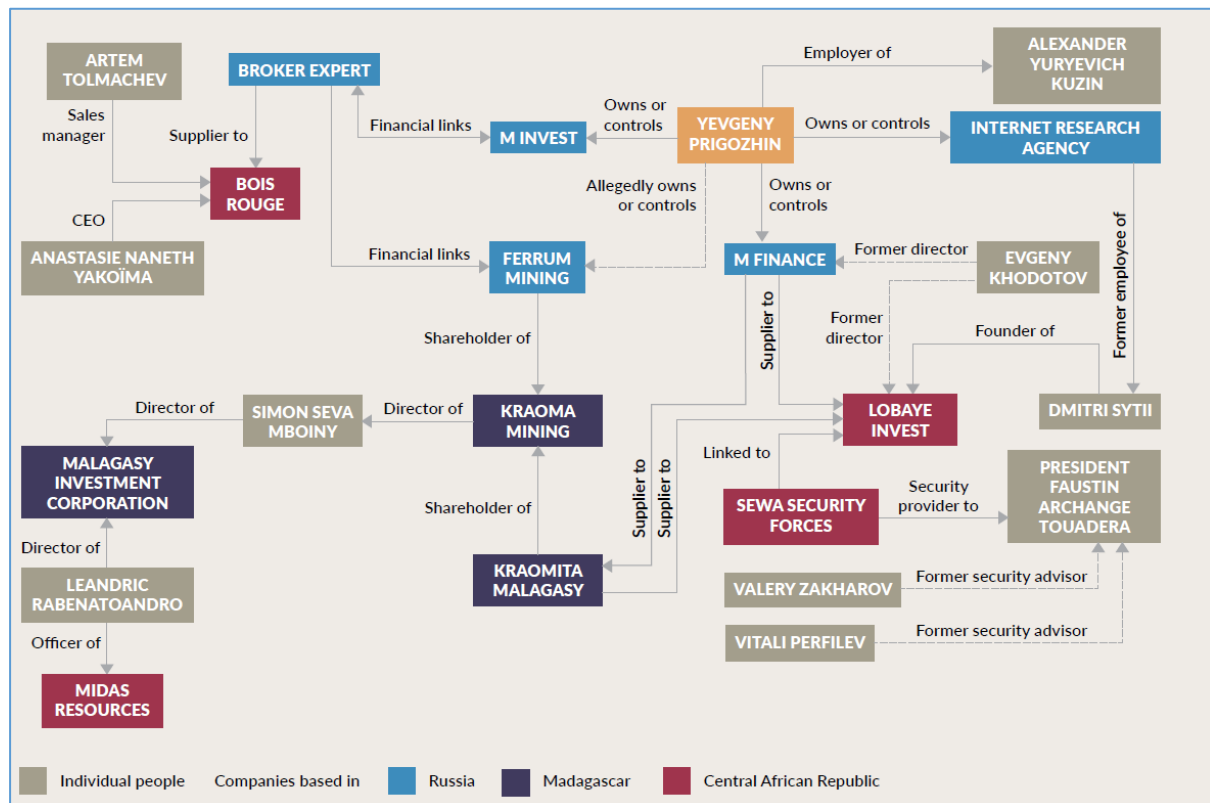 ARTEM
TOLMACHEV
BROKER EXPERT
Employer of
ALEXANDER
YURYEVICH
KUZIN
Sales
manager
Supplier to
Financial links
M INVEST
Owns or
controls
YEVGENY
PRIGOZHIN
Owns or controls
INTERNET RESEARCH
AGENCY
BOIS
ROUGE
Allegedly owns
or controls
Owns or
controls
CEO
ANASTASIE NANETH
YAKOÏMA
Financial links
FERRUM
MINING
M FINANCE
Former director
EVGENY
KHODOTOV
Former employee of
Shareholder of
Supplier to
Former
director
Founder of
Director of
SIMON SEVA
MBOINY
Director of
KRAOMA
MINING
LOBAYE
INVEST
DMITRI SYTII
MALAGASY
INVESTMENT
CORPORATION
Linked to
PRESIDENT
FAUSTIN
ARCHANGE
TOUADERA
Shareholder of
Supplier to
Supplier to
SEWA SECURITY
FORCES
Security
provider to
Director of
LEANDRIC
RABENATOANDRO
KRAOMITA
MALAGASY
VALERY ZAKHAROV
Former security advisor
Officer of
VITALI PERFILEV
Former security advisor
MIDAS
RESOURCES
Individual people
Companies based in
Russia
Madagascar
Central African Republic